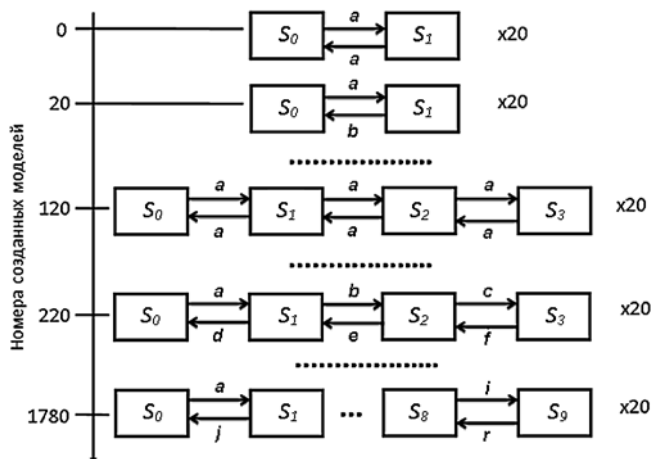 Номера созданных моделей
a
0 S0 S1 x20
a
a
20 S0 S1 x20
b
a a a
120 S0 S1 S2 S3 x20
a a a
a b c
220 S0 S1 S2 S3 x20
d e f
a i
1780 S0 S1 ... S8 S9 x20
j r